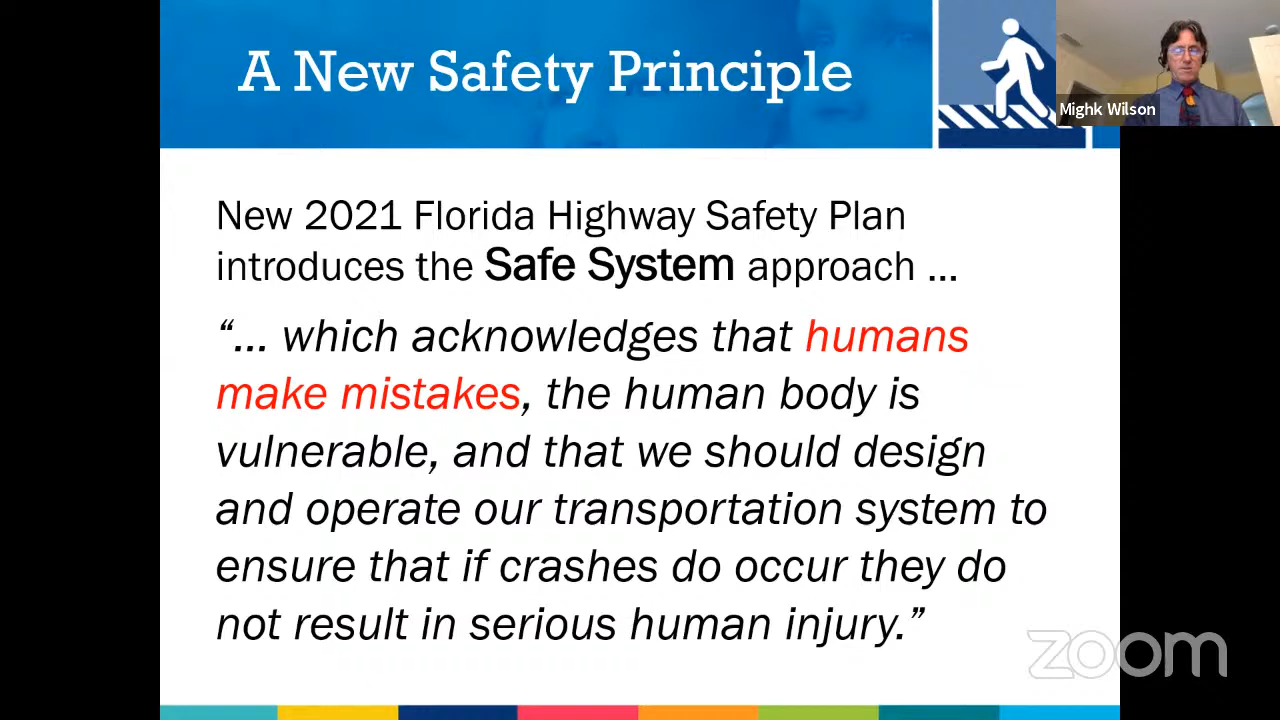 A New Safety Principle
Mighk Wilson
New 2021 Florida Highway Safety Plan
introduces the Safe System approach ...
“... which acknowledges that humans
make mistakes, the human body is
vulnerable, and that we should design
and operate our transportation system to
ensure that if crashes do occur they do
not result in serious human injury.”
zoom